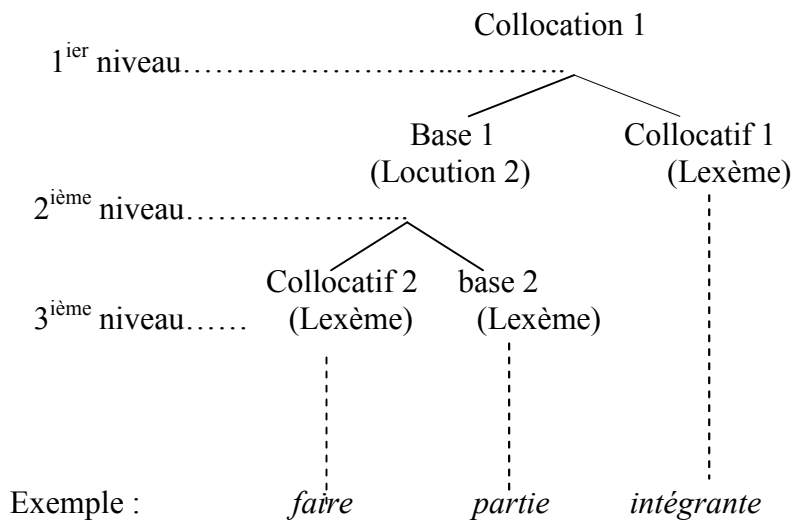 Collocation 1
1ier niveau……………………..………..
Base 1 Collocatif 1
(Locution 2) (Lexème)
2ième niveau…………………...
Collocatif 2 base 2
3ième niveau…… (Lexème) (Lexème)
Exemple : faire partie intégrante